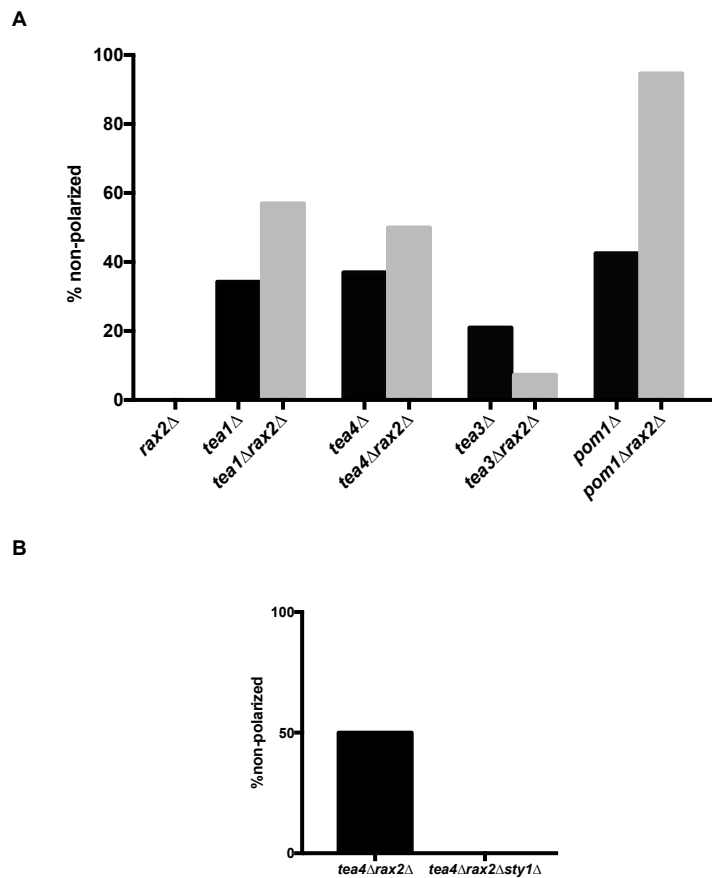 A
% non-polarized
100
80
60
40
20
0
rax2Δ
tea1Δ
tea1Δrax2Δ
tea4Δ
tea4Δrax2Δ
tea3Δ
tea3Δrax2Δ
pom1Δ
pom1Δrax2Δ
B
%non-polarized
100
50
0
tea4Δrax2Δ
tea4Δrax2Δsty1Δ